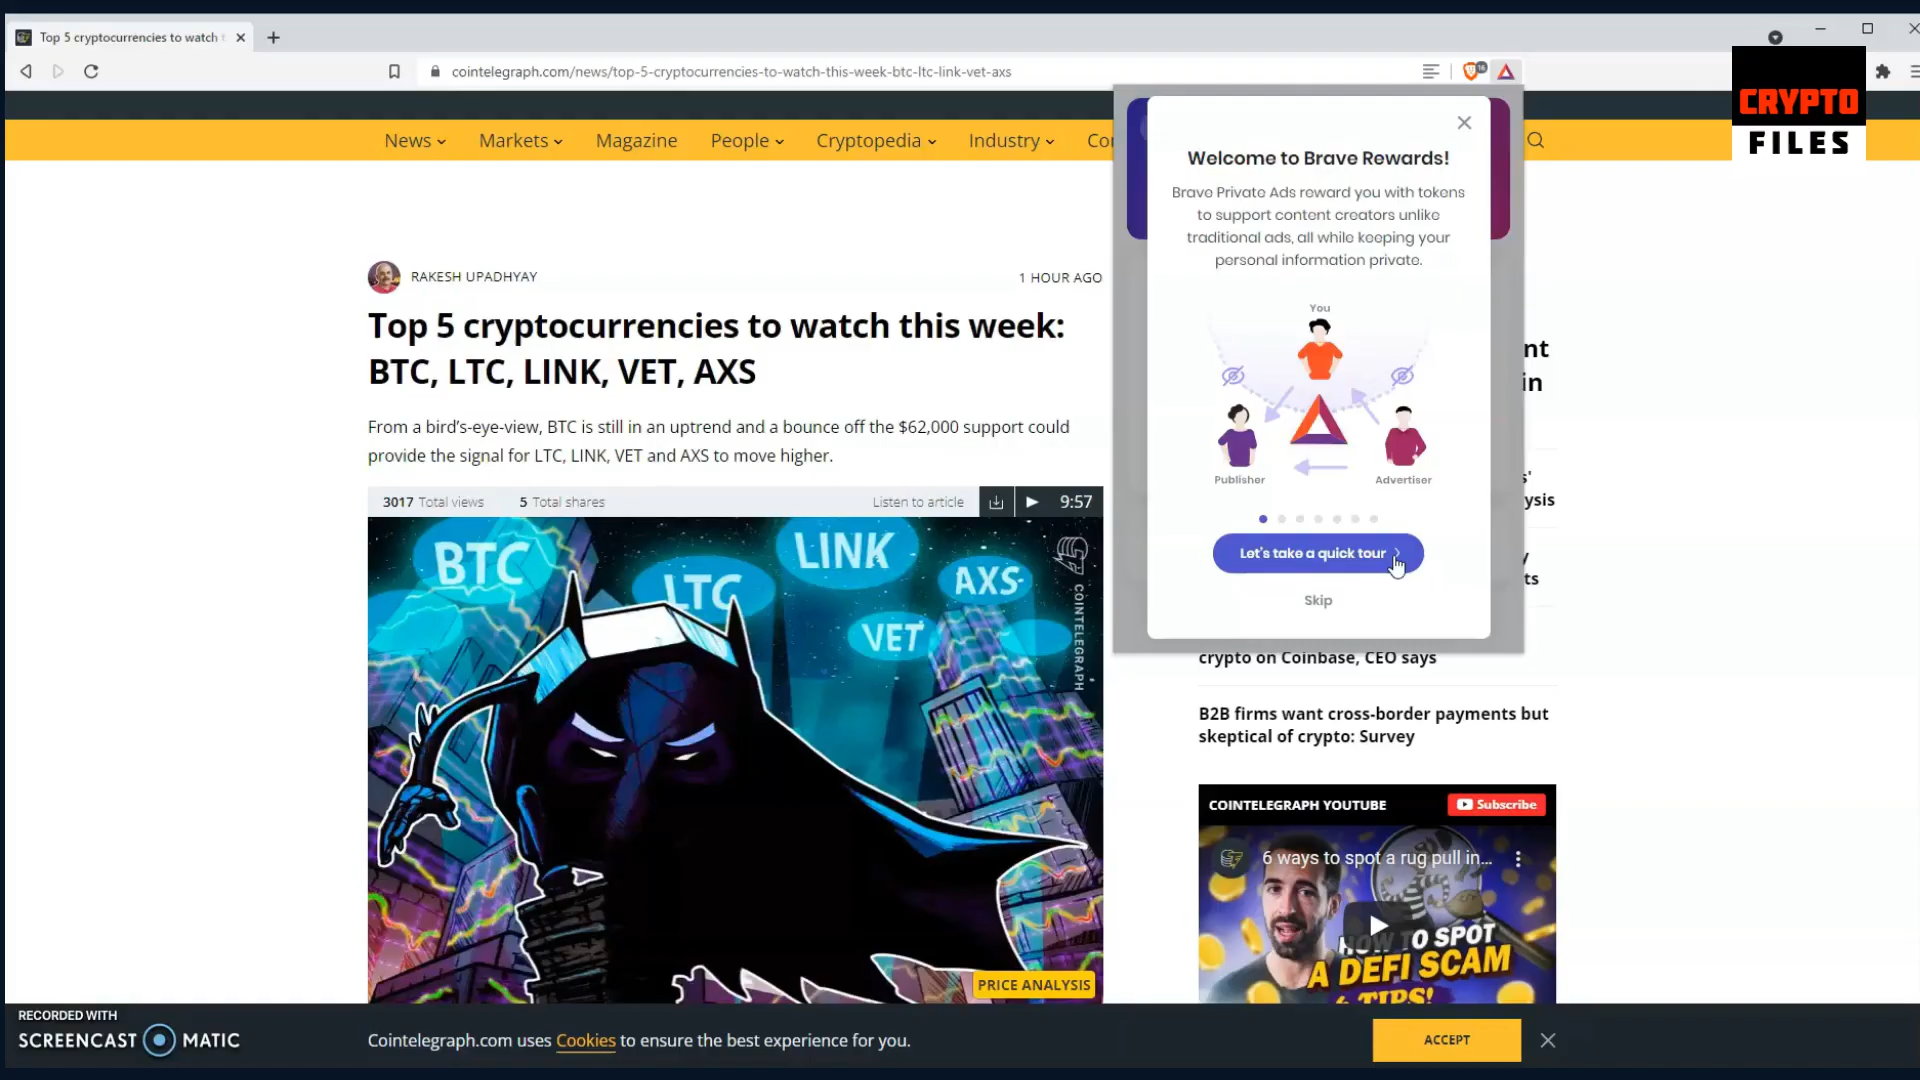 Top 5 cryptocurrencies to watch
cointelegraph.com/news/top-5-cryptocurrencies-to-watch-this-week-btc-ltc-link-vet-axs
16
CRYPTO
FILES
News
Markets
Magazine
People
Cryptopedia
Industry
Welcome to Brave Rewards!
Brave Private Ads reward you with tokens
to support content creators unlike
traditional ads, all while keeping your
personal information private.
You
Publisher
Advertiser
Let's take a quick tour
Skip
RAKESH UPADHYAY
1 HOUR AGO
Top 5 cryptocurrencies to watch this week:
BTC, LTC, LINK, VET, AXS
From a bird's-eye-view, BTC is still in an uptrend and a bounce off the $62,000 support could
provide the signal for LTC, LINK, VET and AXS to move higher.
3017 Total views
5 Total shares
Listen to article
9:57
BTC
LTC
LINK
AXS
VET
COINTELEGRAPH
PRICE ANALYSIS
crypto on Coinbase, CEO says
B2B firms want cross-border payments but
skeptical of crypto: Survey
COINTELEGRAPH YOUTUBE
Subscribe
6 ways to spot a rug pull in...
HOW TO SPOT
A DEFI SCAM
RECORDED WITH
SCREENCAST MATIC
Cointelegraph.com uses Cookies to ensure the best experience for you.
ACCEPT